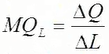 MQ_L = ΔQ / ΔL